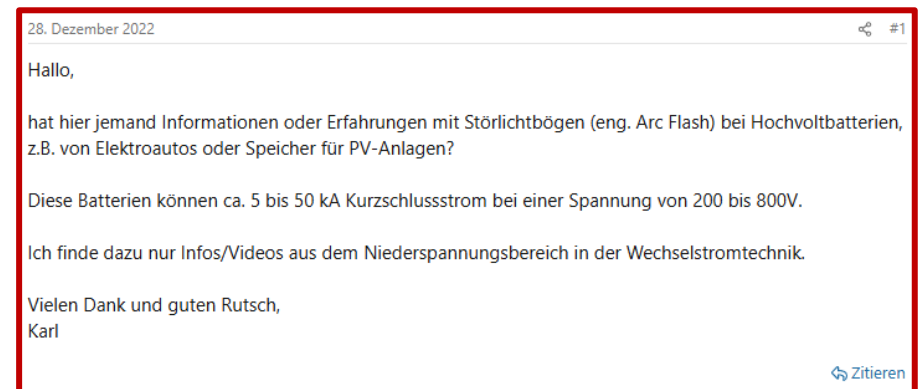 28. Dezember 2022
#1
Hallo,
hat hier jemand Informationen oder Erfahrungen mit Störlichtbögen (eng. Arc Flash) bei Hochvoltbatterien,
z.B. von Elektroautos oder Speicher für PV-Anlagen?
Diese Batterien können ca. 5 bis 50 kA Kurzschlussstrom bei einer Spannung von 200 bis 800V.
Ich finde dazu nur Infos/Videos aus dem Niederspannungsbereich in der Wechselstromtechnik.
Vielen Dank und guten Rutsch,
Karl
Zitieren